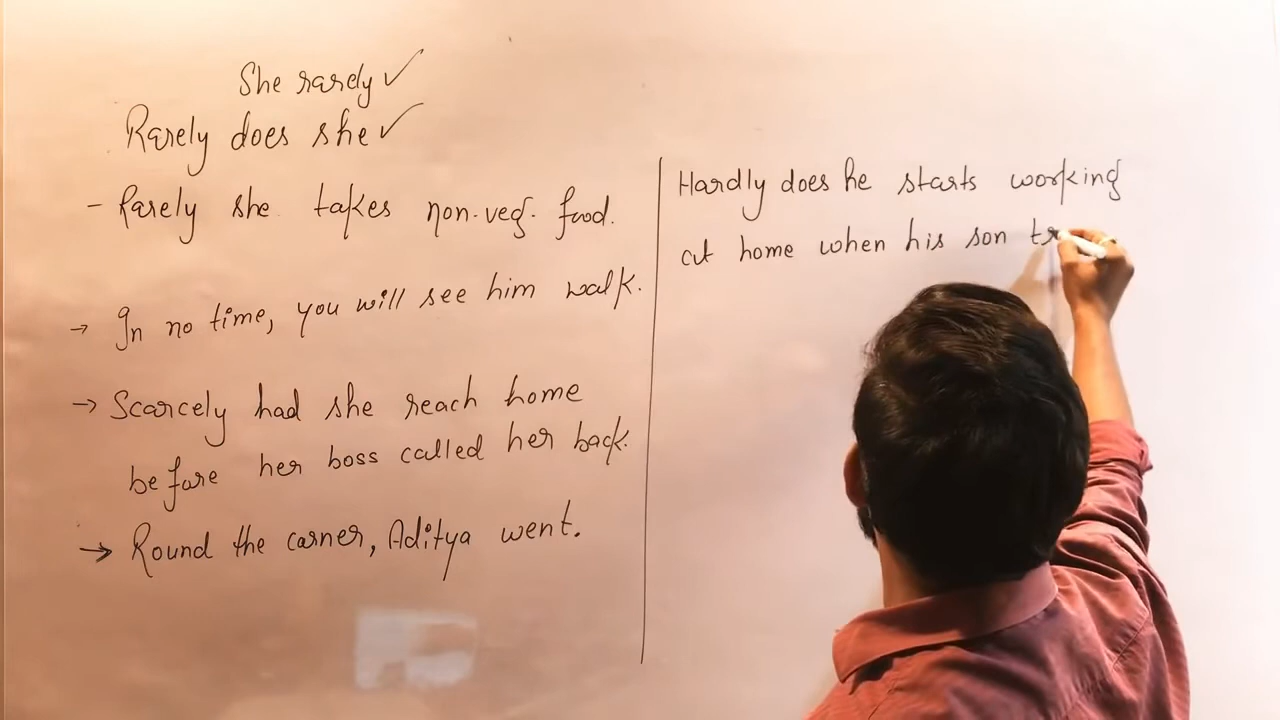 She rarely ✓
Rarely does she ✓
- Rarely she takes non-veg. food.
→ In no time, you will see him walk.
→ Scarcely had she reach home
before her boss called her back.
→ Round the corner, Aditya went.
Hardly does he starts working
at home when his son tr